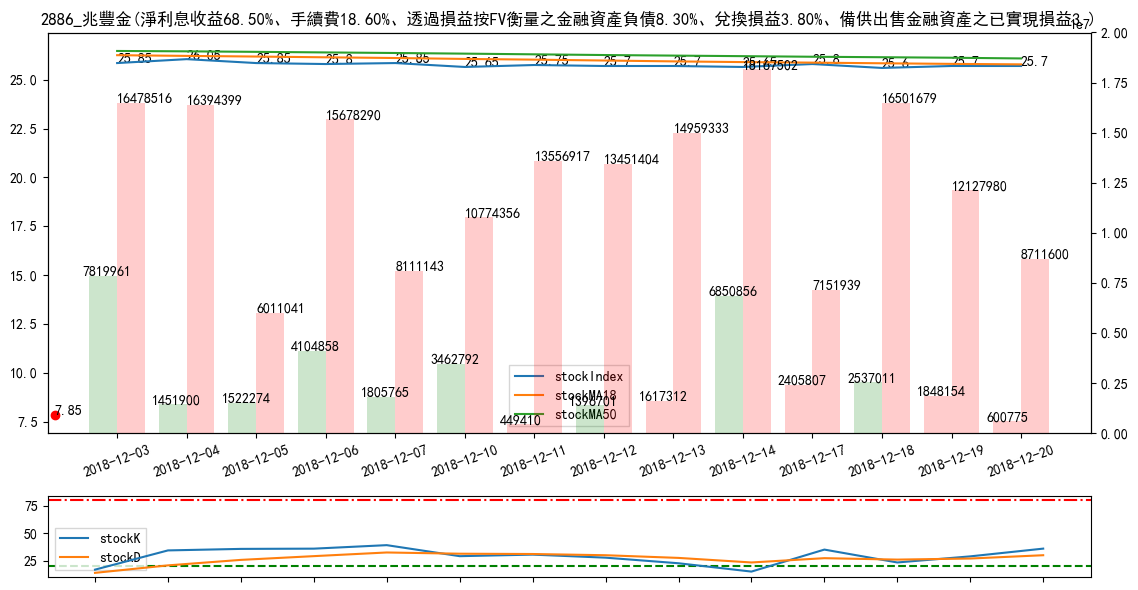 2886_兆豐金(淨利息收益68.50%、手續費18.60%、透過損益按FV衡量之金融資產負債8.30%、兌換損益3.80%、備供出售金融資產之已實現損益3.)
1e7
25.85 26.05 25.85 25.8 25.85 25.65 25.75 25.7 25.7 25.65 25.8 25.6 25.7 25.7
16478516 16394399 6011041 15678290 8111143 10774356 13556917 13451404 14959333 18167502 7151939 16501679 12127980 8711600
7819961 1451900 1522274 4104858 1805765 3462792 449410 1398701 1617312 6850856 2405807 2537011 1848154 600775
7.85
25.0
22.5
20.0
17.5
15.0
12.5
10.0
7.5
2.00
1.75
1.50
1.25
1.00
0.75
0.50
0.25
0.00
stockIndex
stockMA18
stockMA50
2018-12-03 2018-12-04 2018-12-05 2018-12-06 2018-12-07 2018-12-10 2018-12-11 2018-12-12 2018-12-13 2018-12-14 2018-12-17 2018-12-18 2018-12-19 2018-12-20
75
50
25
stockK
stockD